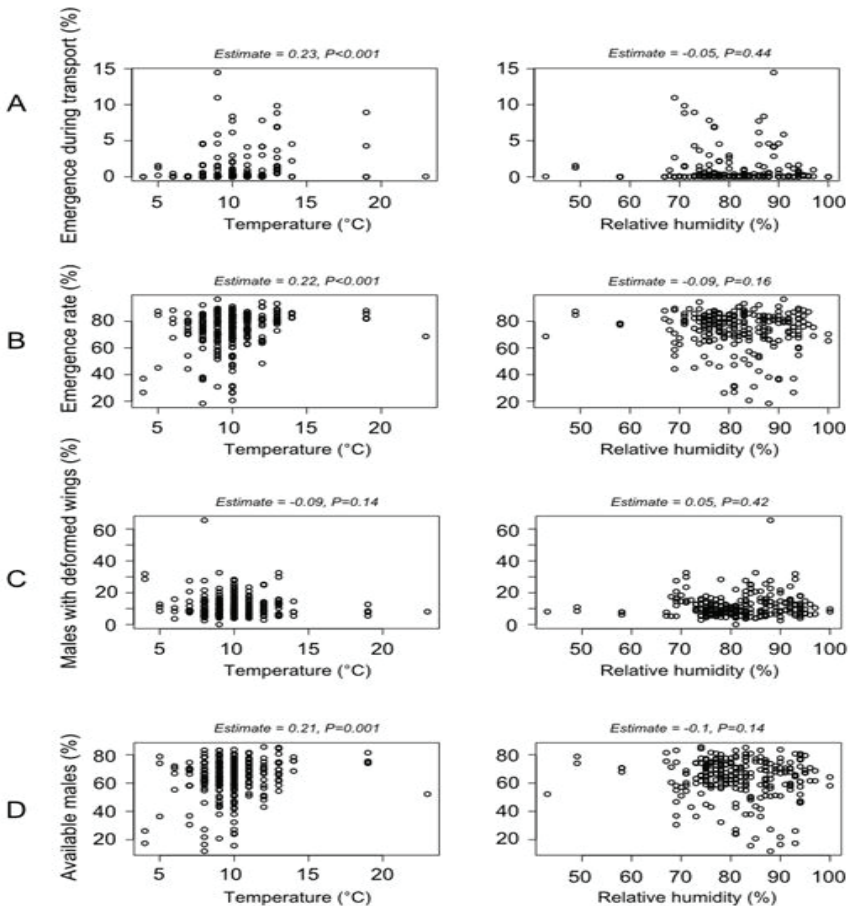 A
Emergence during transport (%)
Estimate = 0.23, P<0.001
15
10
5
0
5 10 15 20
Temperature (°C)
Estimate = -0.05, P=0.44
15
10
5
0
50 60 70 80 90 100
Relative humidity (%)
B
Emergence rate (%)
Estimate = 0.22, P<0.001
80
60
40
20
5 10 15 20
Temperature (°C)
Estimate = -0.09, P=0.16
80
60
40
20
50 60 70 80 90 100
Relative humidity (%)
C
Males with deformed wings (%)
Estimate = -0.09, P=0.14
60
40
20
0
5 10 15 20
Temperature (°C)
Estimate = 0.05, P=0.42
60
40
20
0
50 60 70 80 90 100
Relative humidity (%)
D
Available males (%)
Estimate = 0.21, P=0.001
80
60
40
20
5 10 15 20
Temperature (°C)
Estimate = -0.1, P=0.14
80
60
40
20
50 60 70 80 90 100
Relative humidity (%)